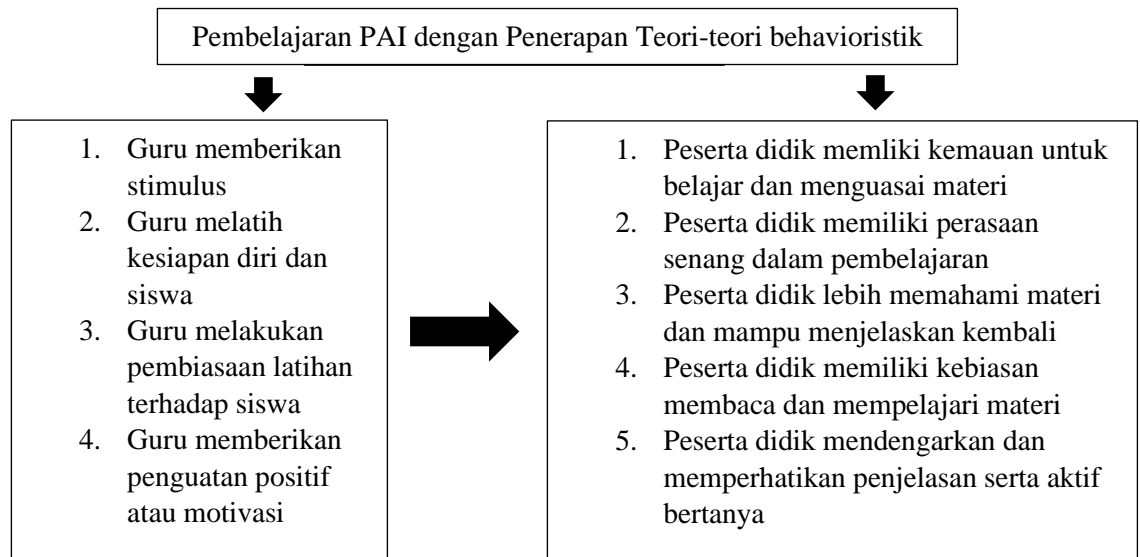 Pembelajaran PAI dengan Penerapan Teori-teori behavioristik
1. Guru memberikan
stimulus
2. Guru melatih
kesiapan diri dan
siswa
3. Guru melakukan
pembiasaan latihan
terhadap siswa
4. Guru memberikan
penguatan positif
atau motivasi
1. Peserta didik memliki kemauan untuk
belajar dan menguasai materi
2. Peserta didik memiliki perasaan
senang dalam pembelajaran
3. Peserta didik lebih memahami materi
dan mampu menjelaskan kembali
4. Peserta didik memiliki kebiasan
membaca dan mempelajari materi
5. Peserta didik mendengarkan dan
memperhatikan penjelasan serta aktif
bertanya